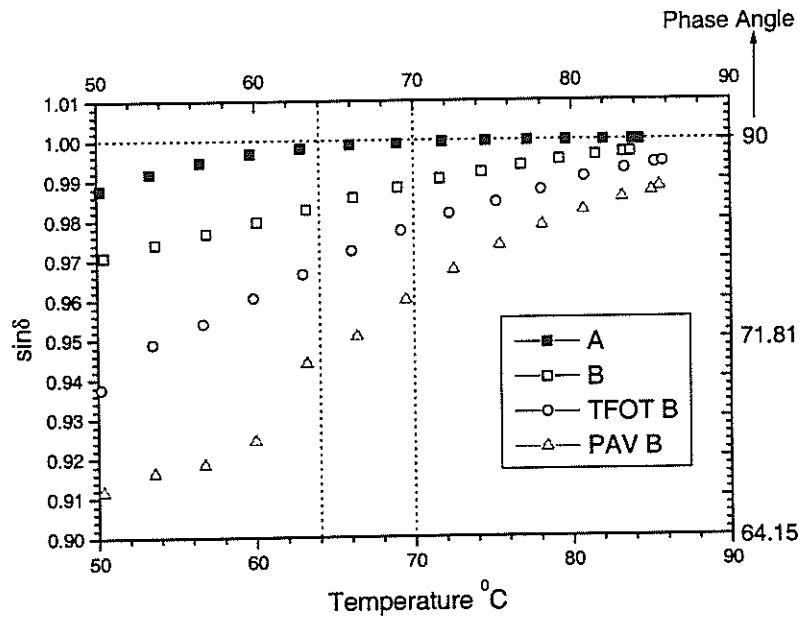 Phase Angle
50 60 70 80 90
1.01
1.00
0.99
0.98
0.97
0.96
0.95
0.94
0.93
0.92
0.91
0.90
sinδ
90
71.81
64.15
A
B
TFOT B
PAV B
50 60 70 80 90
Temperature ⁰C